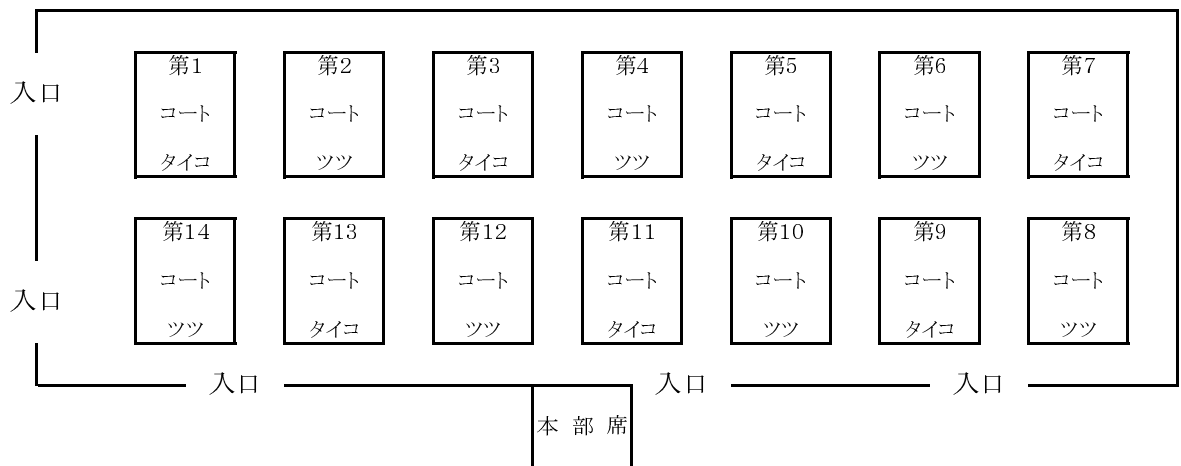 第1 第2 第3 第4 第5 第6 第7
入口
コート コート コート コート コート コート コート
タイコ ツツ タイコ ツツ タイコ ツツ タイコ
第14 第13 第12 第11 第10 第9 第8
コート コート コート コート コート コート コート
入口
ツツ タイコ ツツ タイコ ツツ タイコ ツツ
入口 入口 入口
本 部 席